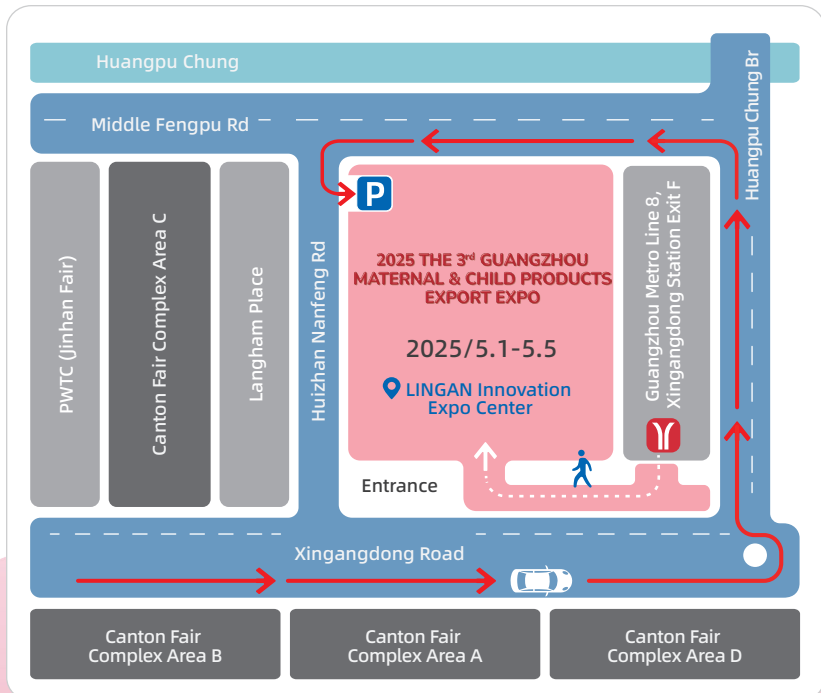 Huangpu Chung
Middle Fengpu Rd
Huangpu Chung Br
PWTC (Jinhan Fair)
Canton Fair Complex Area C
Langham Place
Huizhan Nanfeng Rd
P
2025 THE 3rd GUANGZHOU
MATERNAL & CHILD PRODUCTS
EXPORT EXPO
2025/5.1-5.5
LINGAN Innovation
Expo Center
Guangzhou Metro Line 8,
Xingangdong Station Exit F
Entrance
Xingangdong Road
Canton Fair
Complex Area B
Canton Fair
Complex Area A
Canton Fair
Complex Area D